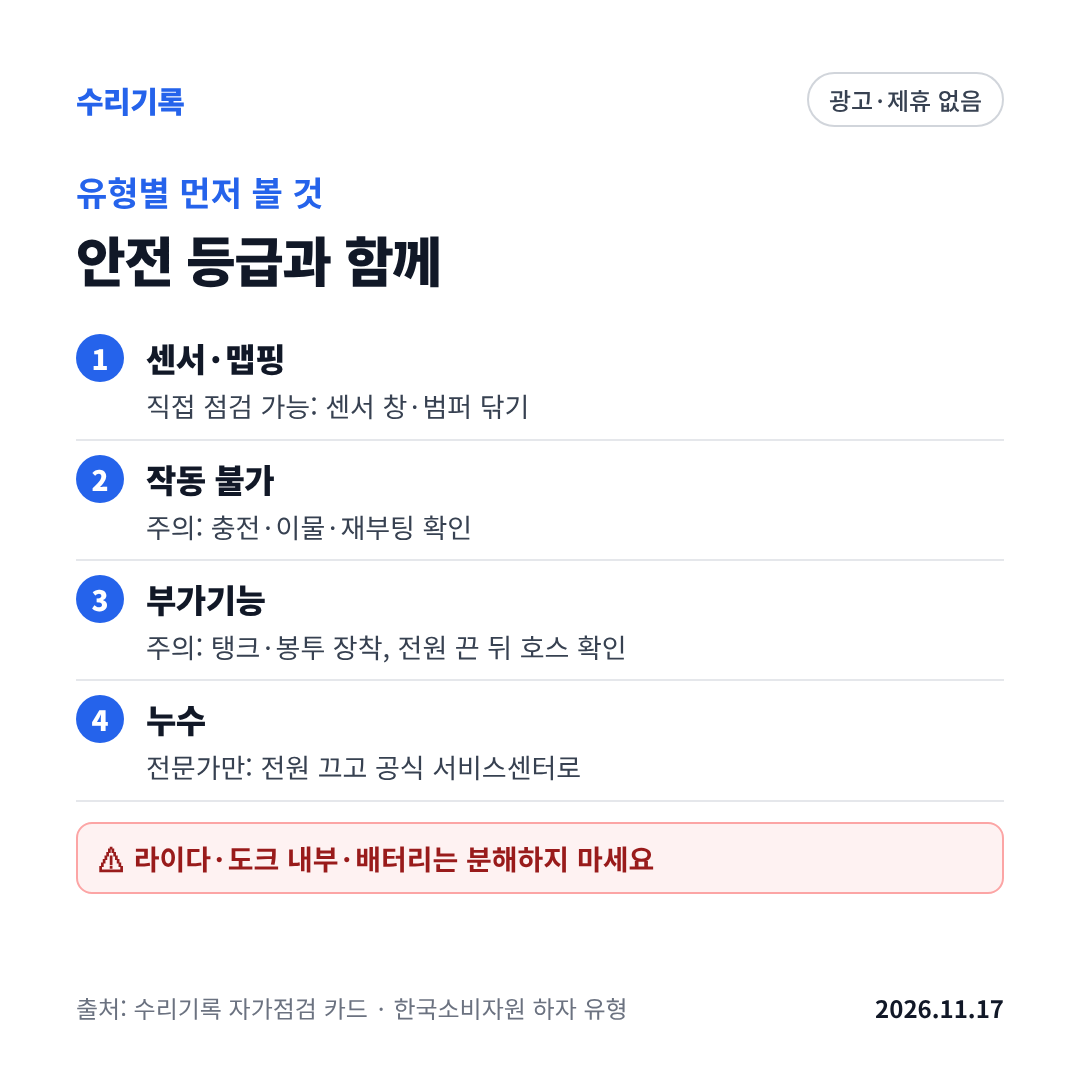 수리기록
광고·제휴 없음
유형별 먼저 볼 것
안전 등급과 함께
1 센서·맵핑
직접 점검 가능: 센서 창·범퍼 닦기
2 작동 불가
주의: 충전·이물·재부팅 확인
3 부가기능
주의: 탱크·봉투 장착, 전원 끈 뒤 호스 확인
4 누수
전문가만: 전원 끄고 공식 서비스센터로
⚠ 라이다·도크 내부·배터리는 분해하지 마세요
출처: 수리기록 자가점검 카드 · 한국소비자원 하자 유형
2026.11.17